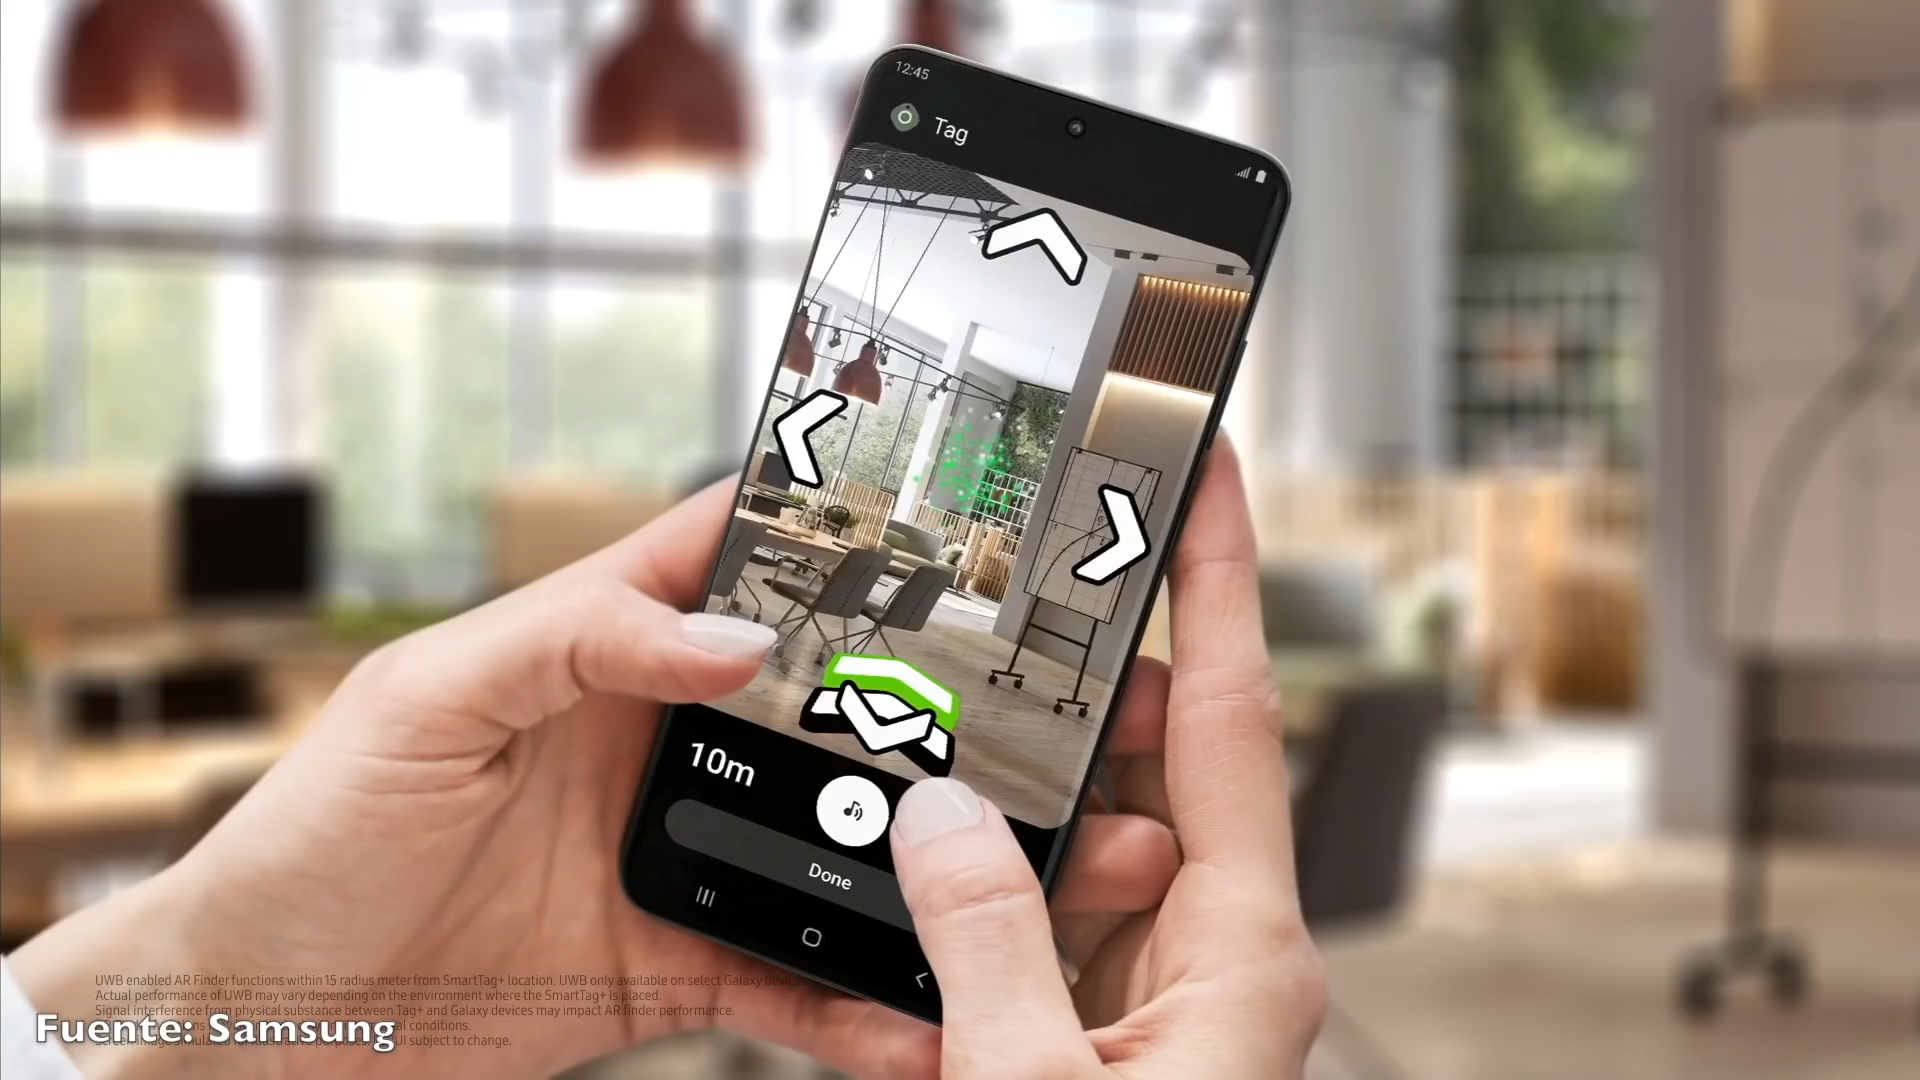 12:45
Tag
10m
Done
UWB enabled AR Finder functions within 15 radius meter from SmartTag+ location. UWB only available on select Galaxy devices
Actual performance of UWB may vary depending on the environment where the SmartTag+ is placed.
Signal interference from physical substance between Tag+ and Galaxy devices may impact AR finder performance.
conditions.
UI subject to change.
Fuente: Samsung